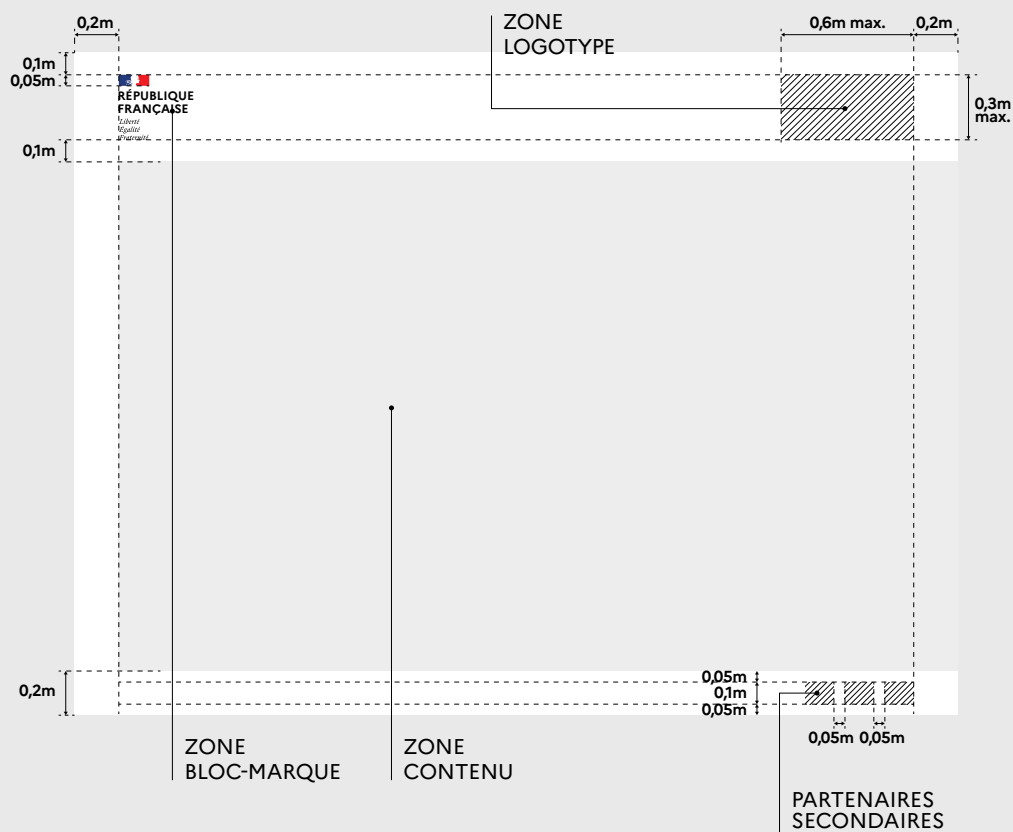 0,2m
ZONE
LOGOTYPE
0,6m max.
0,2m
0,1m
0,05m
RÉPUBLIQUE
FRANÇAISE
Liberté
Égalité
Fraternité
0,3m
max.
0,1m
0,2m
0,05m
0,1m
0,05m
0,05m
0,05m
ZONE
BLOC-MARQUE
ZONE
CONTENU
PARTENAIRES
SECONDAIRES